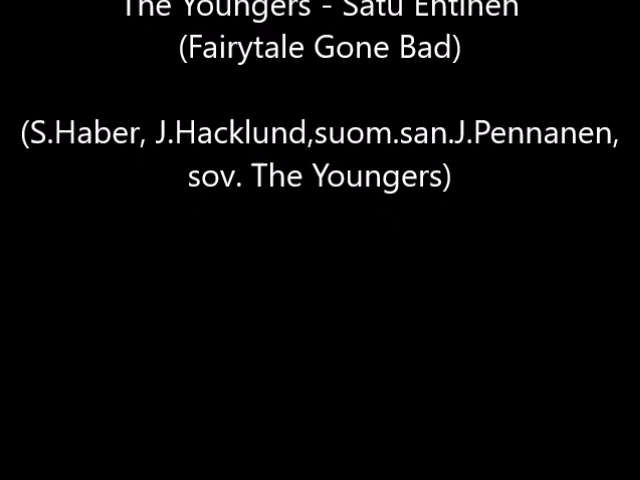 The Youngers - Satu Entinen
(Fairytale Gone Bad)
(S.Haber, J.Hacklund,suom.san.J.Pennanen,
sov. The Youngers)